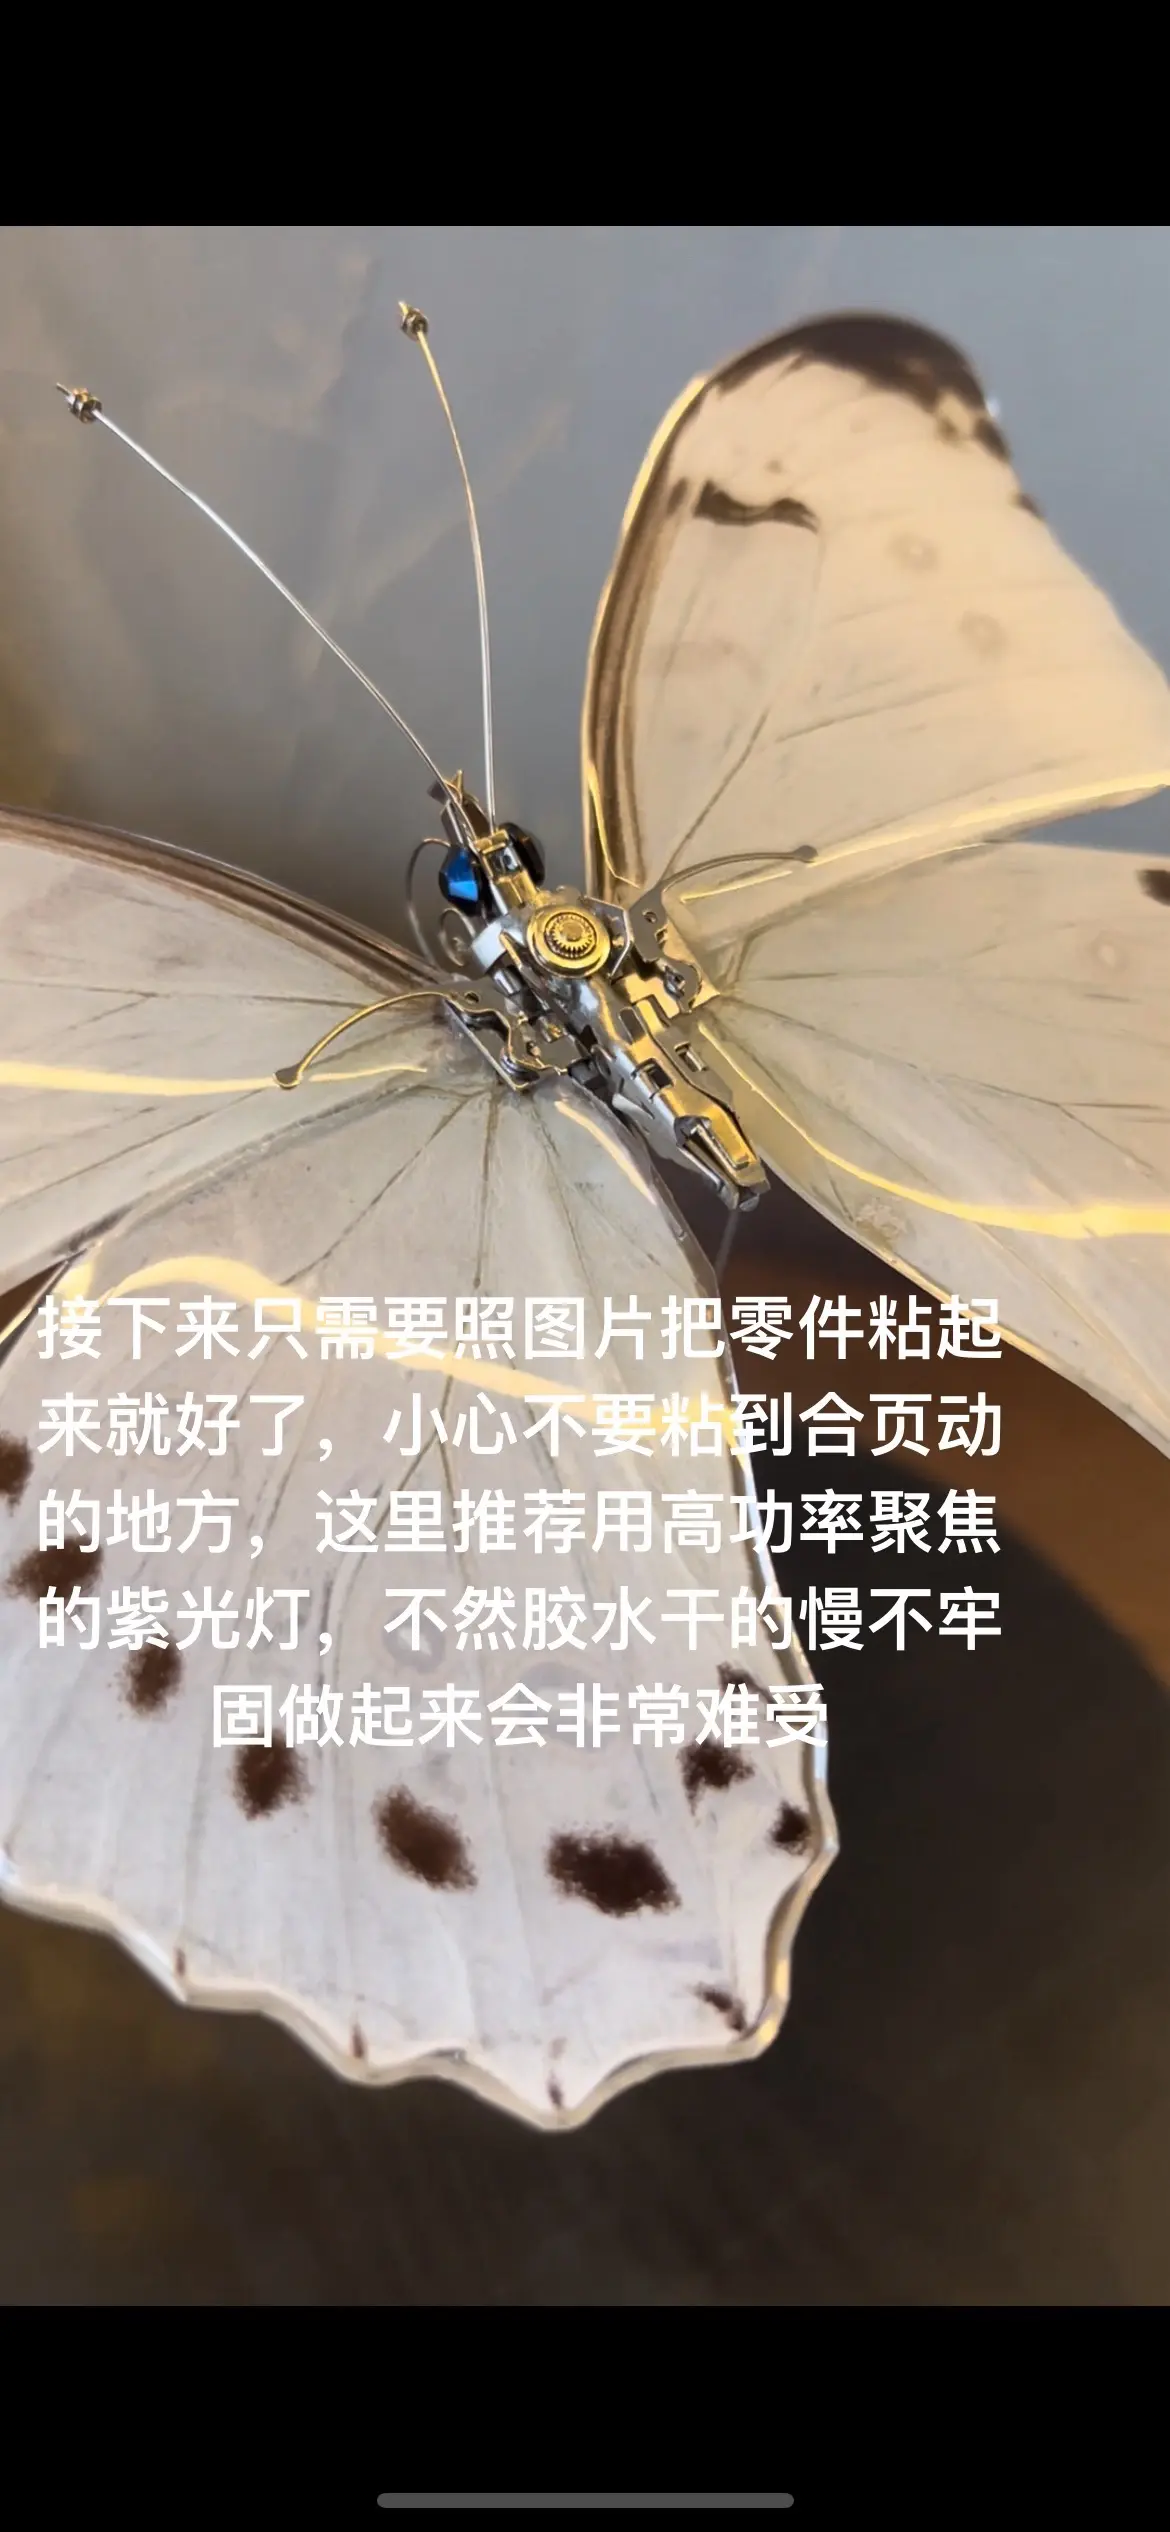 接下来只需要照图片把零件粘起
来就好了，小心不要粘到合页动
的地方，这里推荐用高功率聚焦
的紫光灯，不然胶水干的慢不牢
固做起来会非常难受